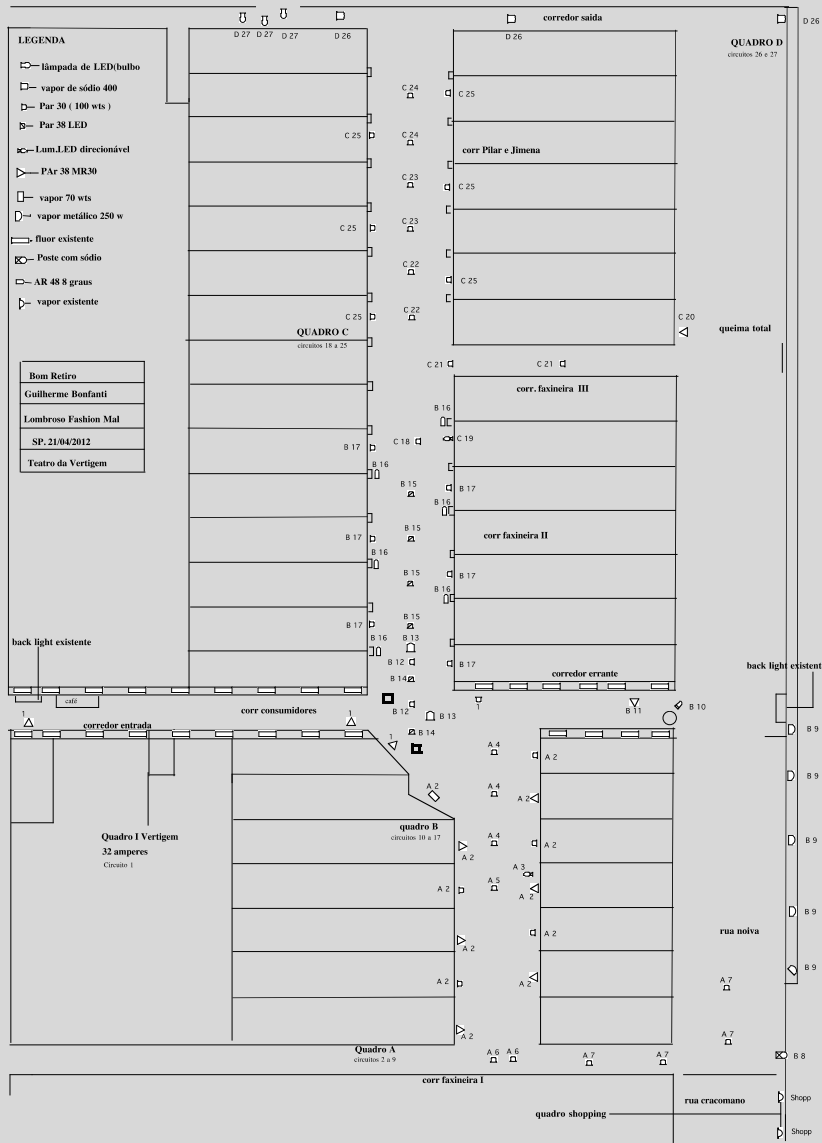 LEGENDA
lâmpada de LED(bulbo
vapor de sódio 400
Par 30 ( 100 wts )
Par 38 LED
Lum.LED direcionável
PAr 38 MR30
vapor 70 wts
vapor metálico 250 w
fluor existente
Poste com sódio
AR 48 8 graus
vapor existente
Bom Retiro
Guilherme Bonfanti
Lombroso Fashion Mal
SP. 21/04/2012
Teatro da Vertigem
D 27 D 27 D 27 D 26
D 26
corredor saida
D 26
QUADRO D
circuitos 26 e 27
C 24
C 25
C 25
C 24
corr Pilar e Jimena
C 23
C 25
C 25
C 23
C 22
C 25
C 25
C 22
C 20
queima total
QUADRO C
circuitos 18 a 25
C 21
C 21
corr. faxineira III
B 16
B 17
C 18
C 19
B 16
B 15
B 17
B 16
B 17
B 15
corr faxineira II
B 16
B 15
B 17
B 16
B 17
B 15
B 16
B 13
back light existente
B 12
B 17
B 14
corredor errante
back light existent
café
corr consumidores
1
1
B 12
B 13
1
B 11
B 10
corredor entrada
1
B 14
B 9
A 4
A 2
B 9
A 2
A 4
A 2
Quadro I Vertigem
32 amperes
Circuito 1
quadro B
circuitos 10 a 17
A 4
A 2
B 9
A 2
A 3
A 2
A 5
A 2
B 9
rua noiva
A 2
A 2
B 9
A 2
A 2
A 7
A 2
A 7
Quadro A
circuitos 2 a 9
A 6 A 6
A 7
A 7
B 8
corr faxineira I
rua cracomano
Shopp
quadro shopping
Shopp